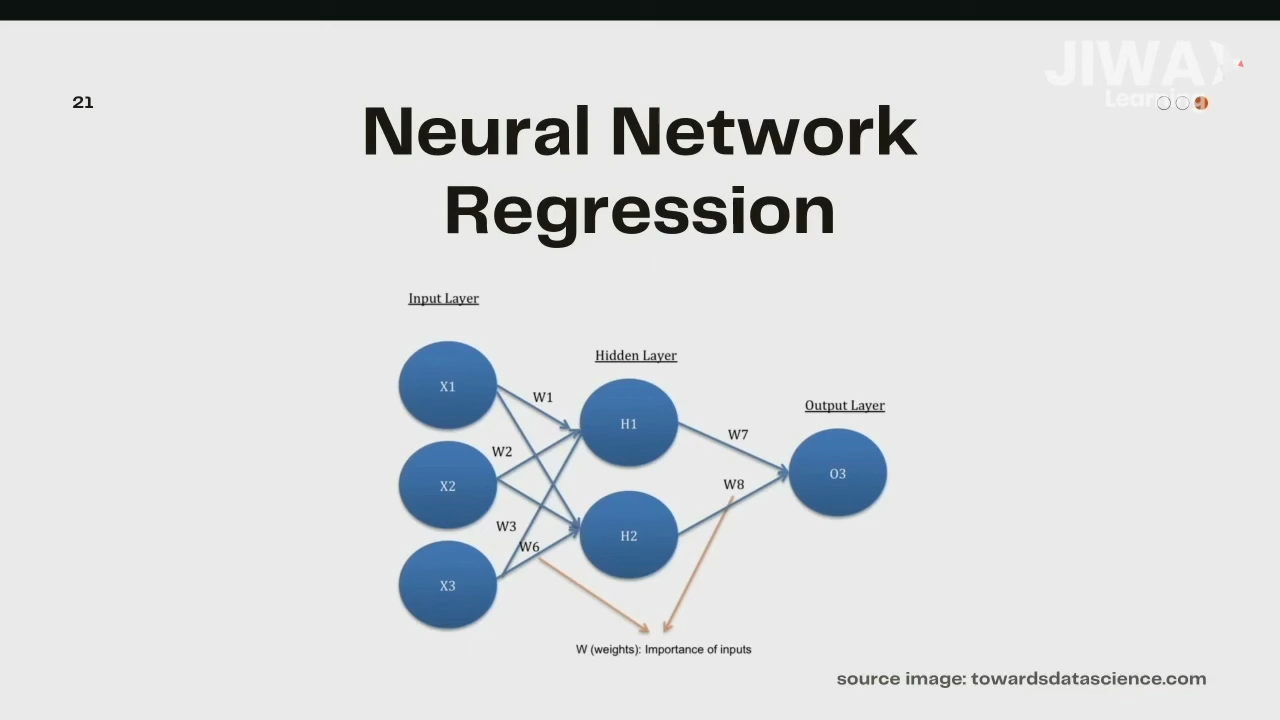 JIWA
Learning
21
Neural Network
Regression
Input Layer
Hidden Layer
Output Layer
X1
W1
H1
W7
W2
X2
O3
W8
W3
W6
H2
X3
W (weights): Importance of inputs
source image: towardsdatascience.com